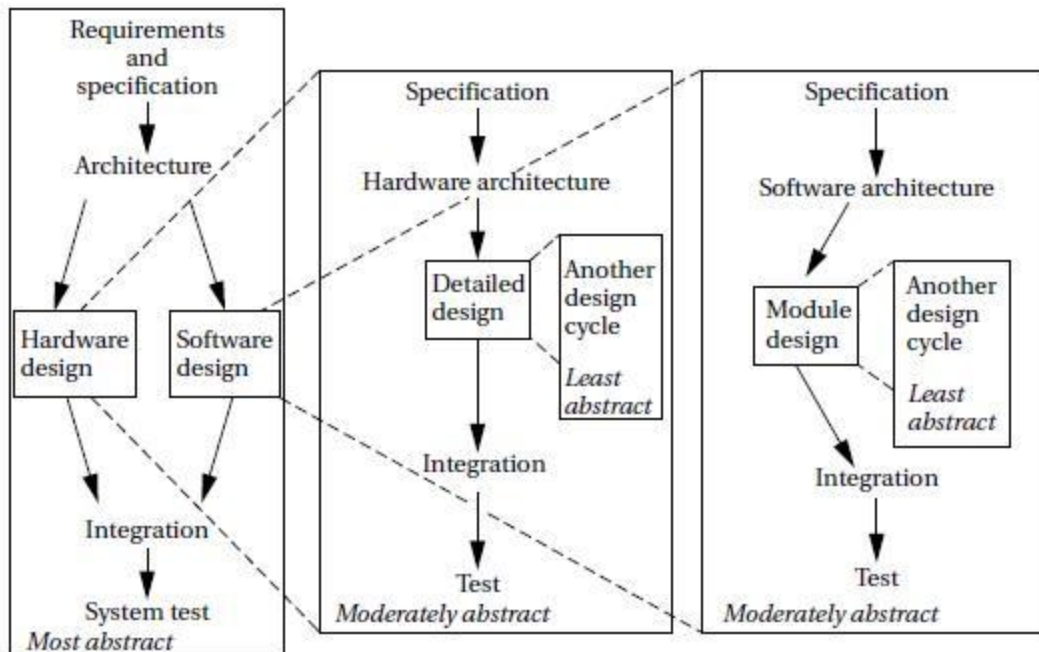 Requirements
and
specification
Architecture
Hardware
design
Software
design
Integration
System test
Most abstract
Specification
Hardware architecture
Detailed
design
Another
design
cycle
Least
abstract
Integration
Test
Moderately abstract
Specification
Software architecture
Module
design
Another
design
cycle
Least
abstract
Integration
Test
Moderately abstract